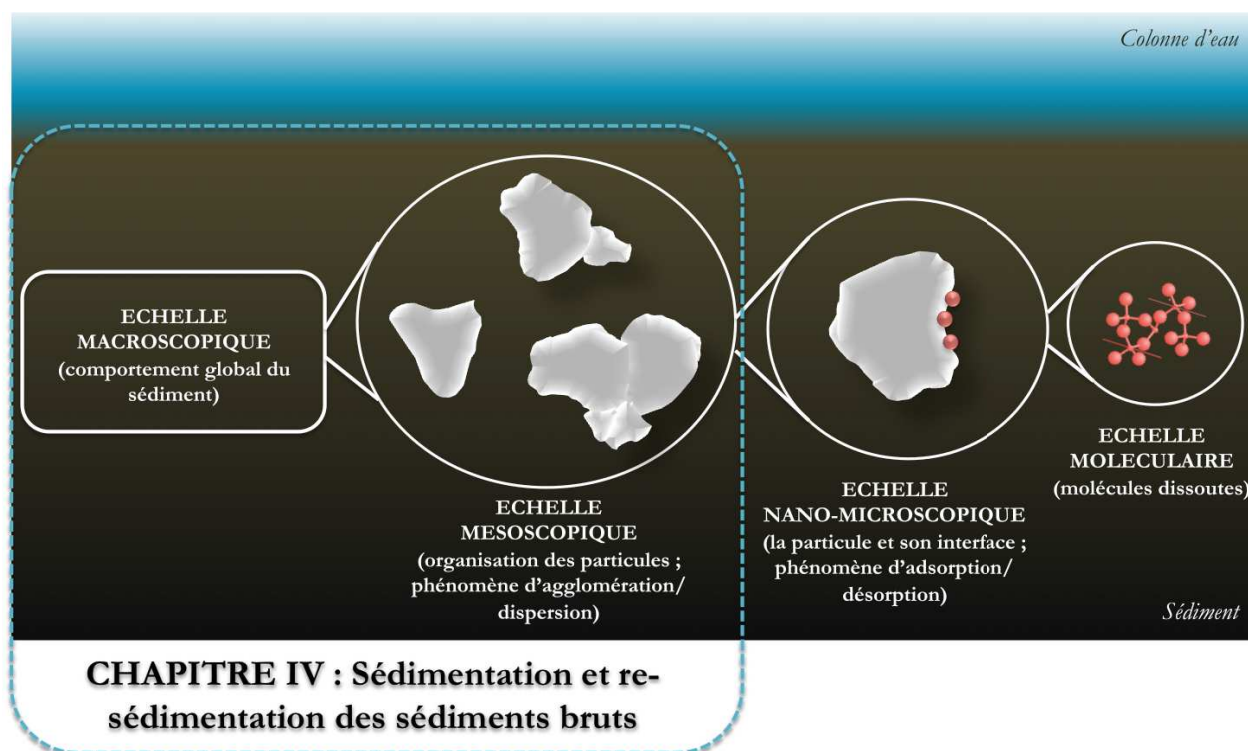 Colonne d'eau
ECHELLE
MACROSCOPIQUE
(comportement global du
sédiment)
ECHELLE
MESOSCOPIQUE
(organisation des particules ;
phénomène d'agglomération/
dispersion)
ECHELLE
NANO-MICROSCOPIQUE
(la particule et son interface ;
phénomène d'adsorption/
désorption)
ECHELLE
MOLECULAIRE
(molécules dissoutes)
Sédiment
CHAPITRE IV : Sédimentation et re-
sédimentation des sédiments bruts